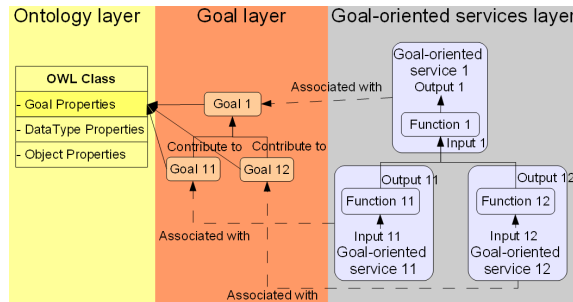 Ontology layer
Goal layer
Goal-oriented services layer
OWL Class
- Goal Properties
- DataType Properties
- Object Properties
Goal 1
Contribute to
Contribute to
Goal 11
Goal 12
Associated with
Associated with
Associated with
Goal-oriented
service 1
Output 1
Function 1
Input 1
Output 11
Function 11
Input 11
Goal-oriented
service 11
Output 12
Function 12
Input 12
Goal-oriented
service 12